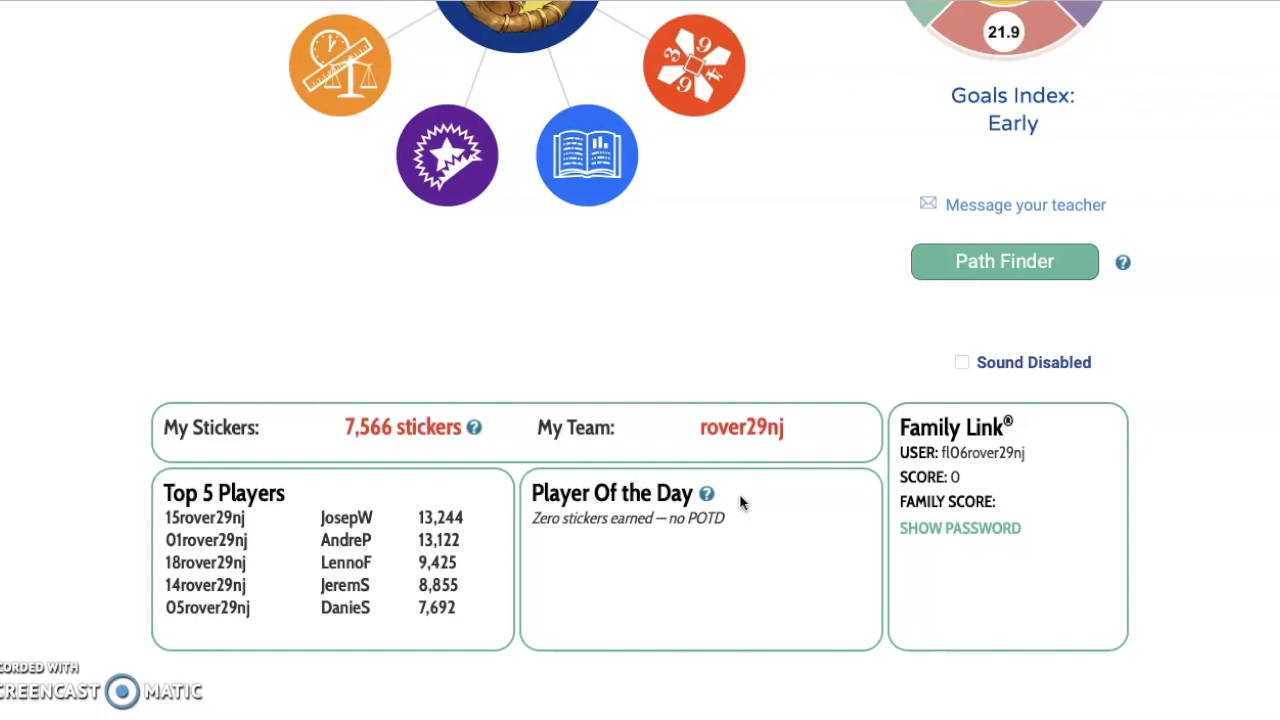 21.9
Goals Index:
Early
Message your teacher
Path Finder ?
Sound Disabled
My Stickers: 7,566 stickers ? My Team: rover29nj
Top 5 Players
15rover29nj JosepW 13,244
01rover29nj AndreP 13,122
18rover29nj LennoF 9,425
14rover29nj JeremS 8,855
05rover29nj DanieS 7,692
Player Of the Day ?
Zero stickers earned – no POTD
Family Link®
USER: fl06rover29nj
SCORE: 0
FAMILY SCORE:
SHOW PASSWORD
CORDED WITH
CREENCAST MATIC